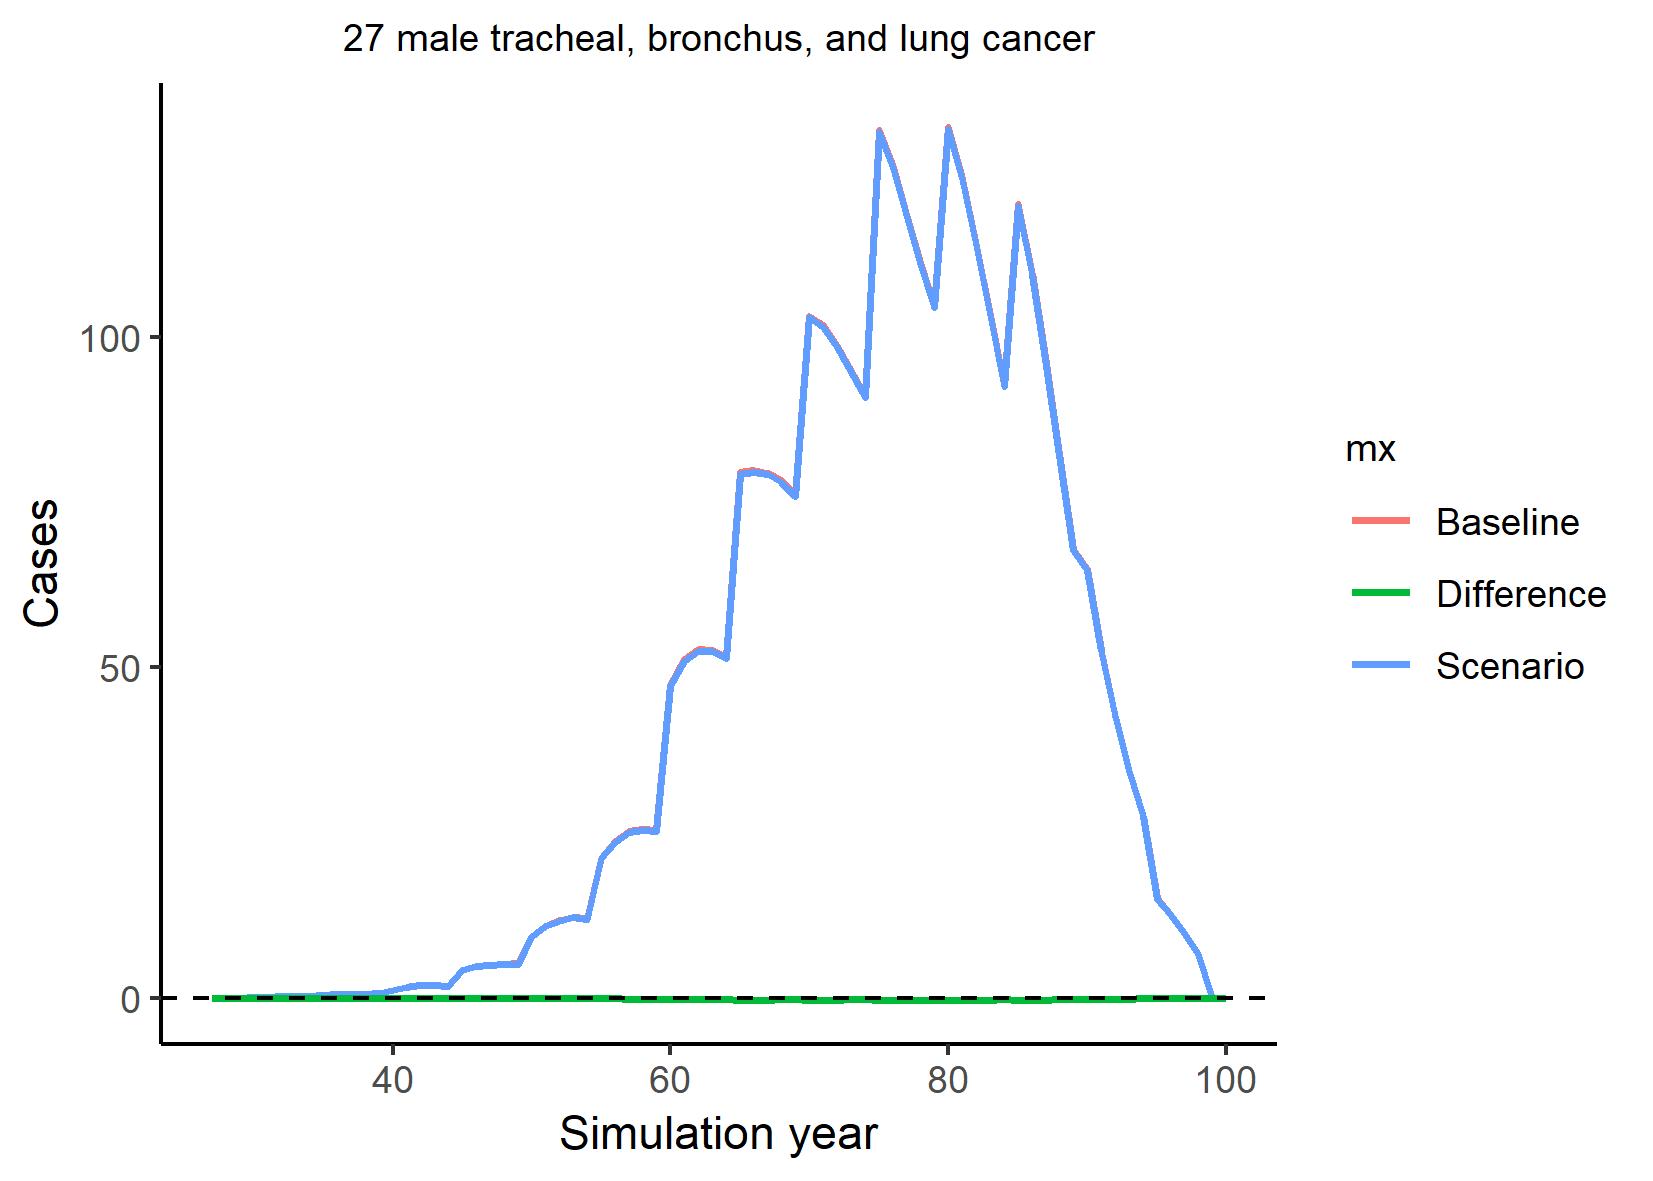 27 male tracheal, bronchus, and lung cancer
Cases
100
50
0
40
60
80
100
Simulation year
mx
Baseline
Difference
Scenario